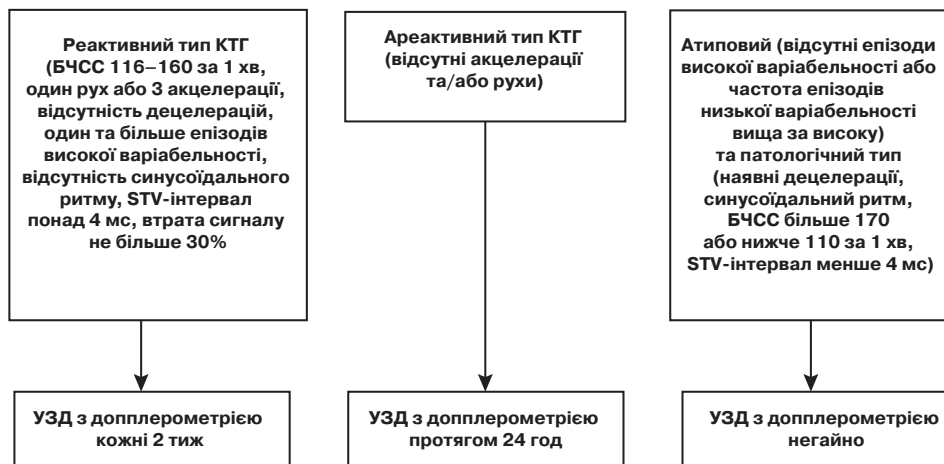 Реактивний тип КТГ
(БЧСС 116–160 за 1 хв,
один рух або 3 акцелерації,
відсутність децелерацій,
один та більше епізодів
високої варіабельності,
відсутність синусоїдального
ритму, STV-інтервал
понад 4 мс, втрата сигналу
не більше 30%
Ареактивний тип КТГ
(відсутні акцелерації
та/або рухи)
Атиповий (відсутні епізоди
високої варіабельності або
частота епізодів
низької варіабельності
вища за високу)
та патологічний тип
(наявні децелерації,
синусоїдальний ритм,
БЧСС більше 170
або нижче 110 за 1 хв,
STV-інтервал менше 4 мс)
УЗД з допплерометрією
кожні 2 тиж
УЗД з допплерометрією
протягом 24 год
УЗД з допплерометрією
негайно